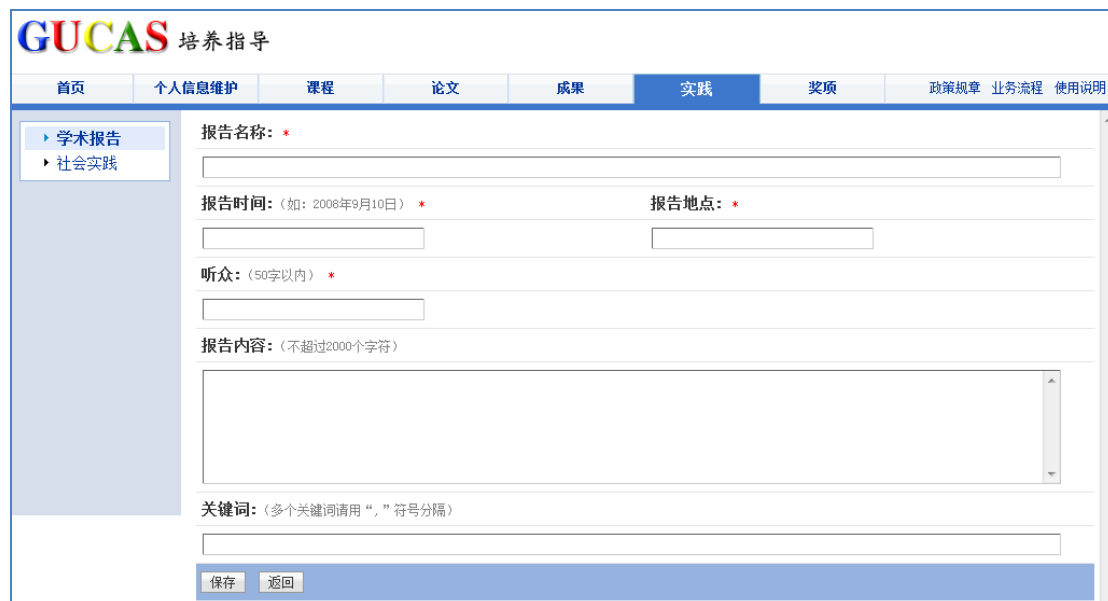 GUCAS 培养指导
首页 个人信息维护 课程 论文 成果 实践 奖项 政策规章 业务流程 使用说明
学术报告
社会实践
报告名称： *
报告时间：（如：2008年9月10日） * 报告地点： *
听众：（50字以内） *
报告内容：（不超过2000个字符）
关键词：（多个关键词请用“，”符号分隔）
保存 返回